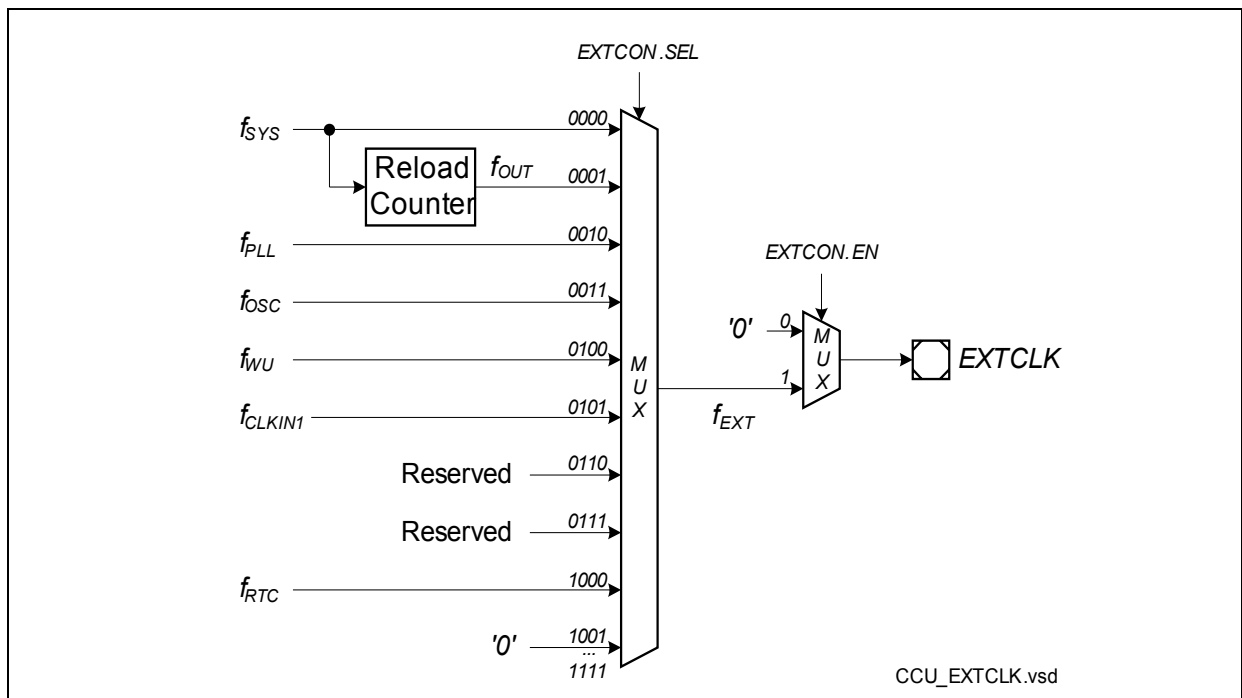 EXTCON.SEL
fSYS
0000
Reload
Counter
fOUT
0001
fPLL
0010
EXTCON.EN
fOSC
0011
'0'
0
M
U
X
EXTCLK
fWU
0100
M
U
X
1
fCLKIN1
0101
fEXT
Reserved
0110
Reserved
0111
fRTC
1000
'0'
1001
...
1111
CCU_EXTCLK.vsd